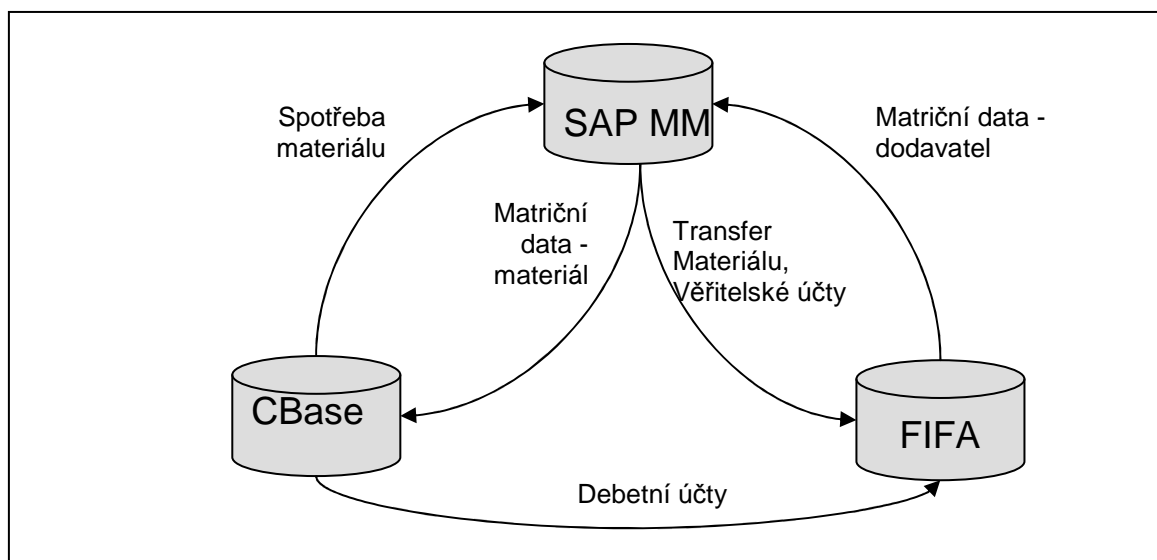 SAP MM
Spotřeba
materiálu
Matriční data -
dodavatel
Matriční
data -
materiál
Transfer
Materiálu,
Věřitelské účty
CBase
FIFA
Debetní účty